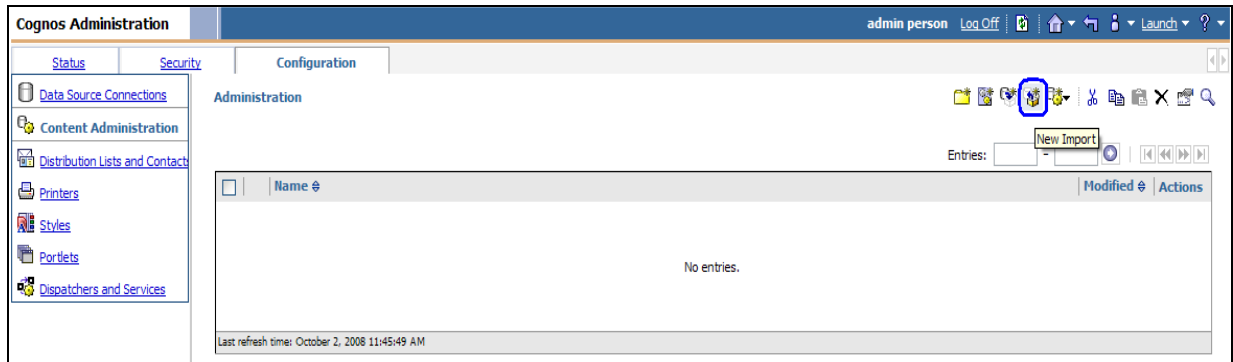 Cognos Administration
admin person Log Off Launch ?
Status Security Configuration
Data Source Connections
Administration
Content Administration
New Import
Distribution Lists and Contacts
Entries: -
Printers
Name Modified Actions
Styles
Portlets
No entries.
Dispatchers and Services
Last refresh time: October 2, 2008 11:45:49 AM